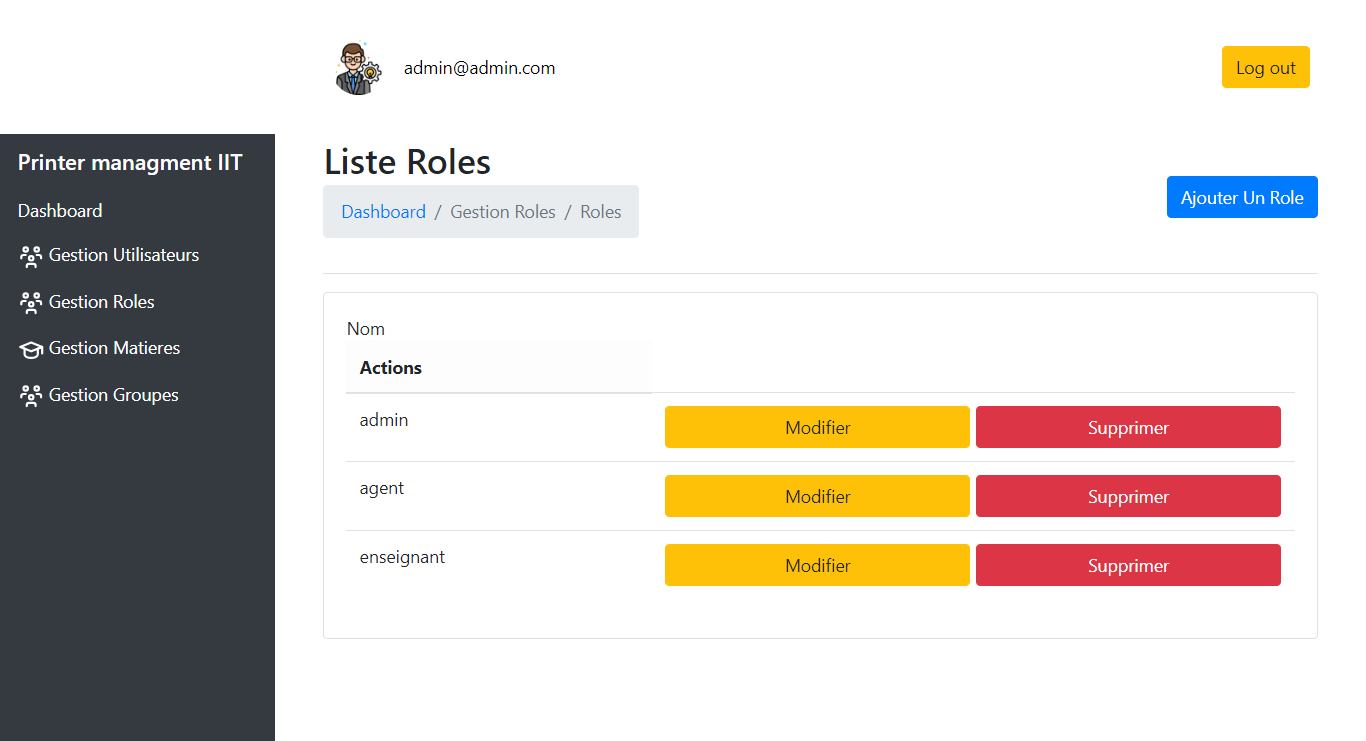 admin@admin.com
Log out
Printer managment IIT
Dashboard
Gestion Utilisateurs
Gestion Roles
Gestion Matieres
Gestion Groupes
Liste Roles
Dashboard / Gestion Roles / Roles
Ajouter Un Role
Nom
Actions
admin Modifier Supprimer
agent Modifier Supprimer
enseignant Modifier Supprimer